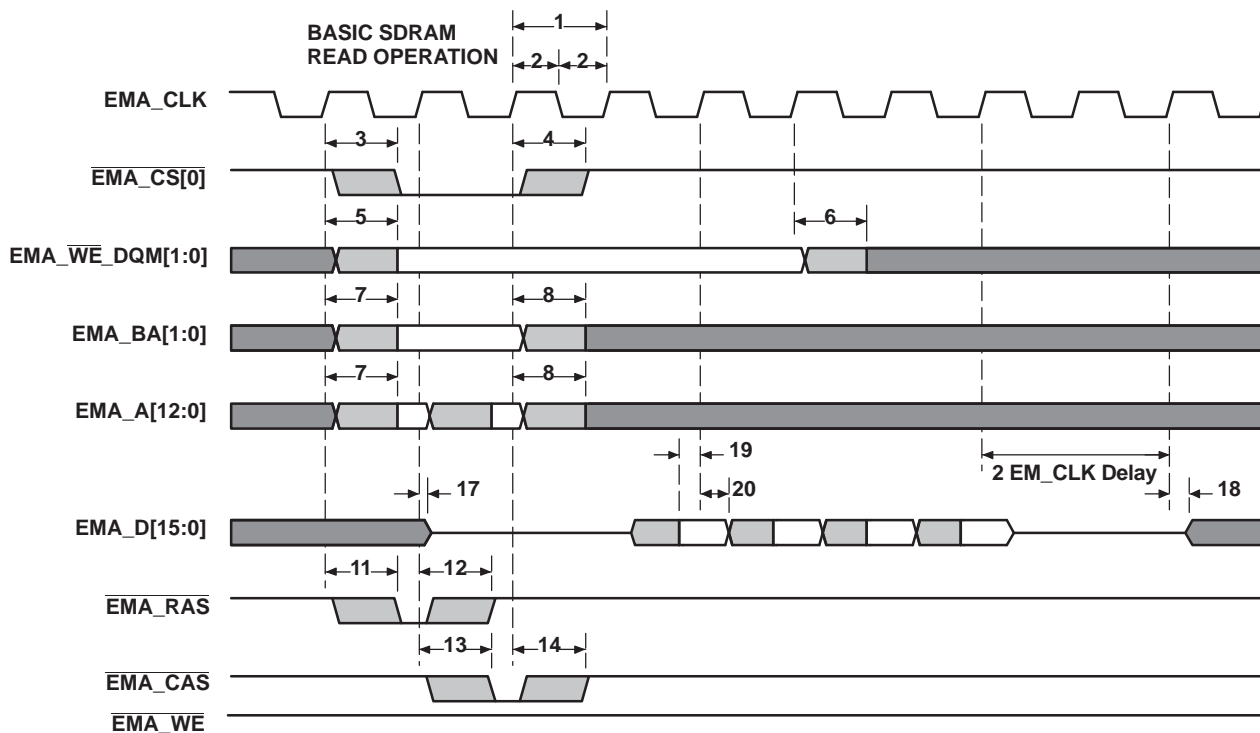 BASIC SDRAM
READ OPERATION
1
2 2
EMA_CLK
3 4
EMA_CS[0]
5 6
EMA_WE_DQM[1:0]
7 8
EMA_BA[1:0]
7 8
EMA_A[12:0]
19
20 2 EM_CLK Delay
17 18
EMA_D[15:0]
11 12
EMA_RAS
13 14
EMA_CAS
EMA_WE